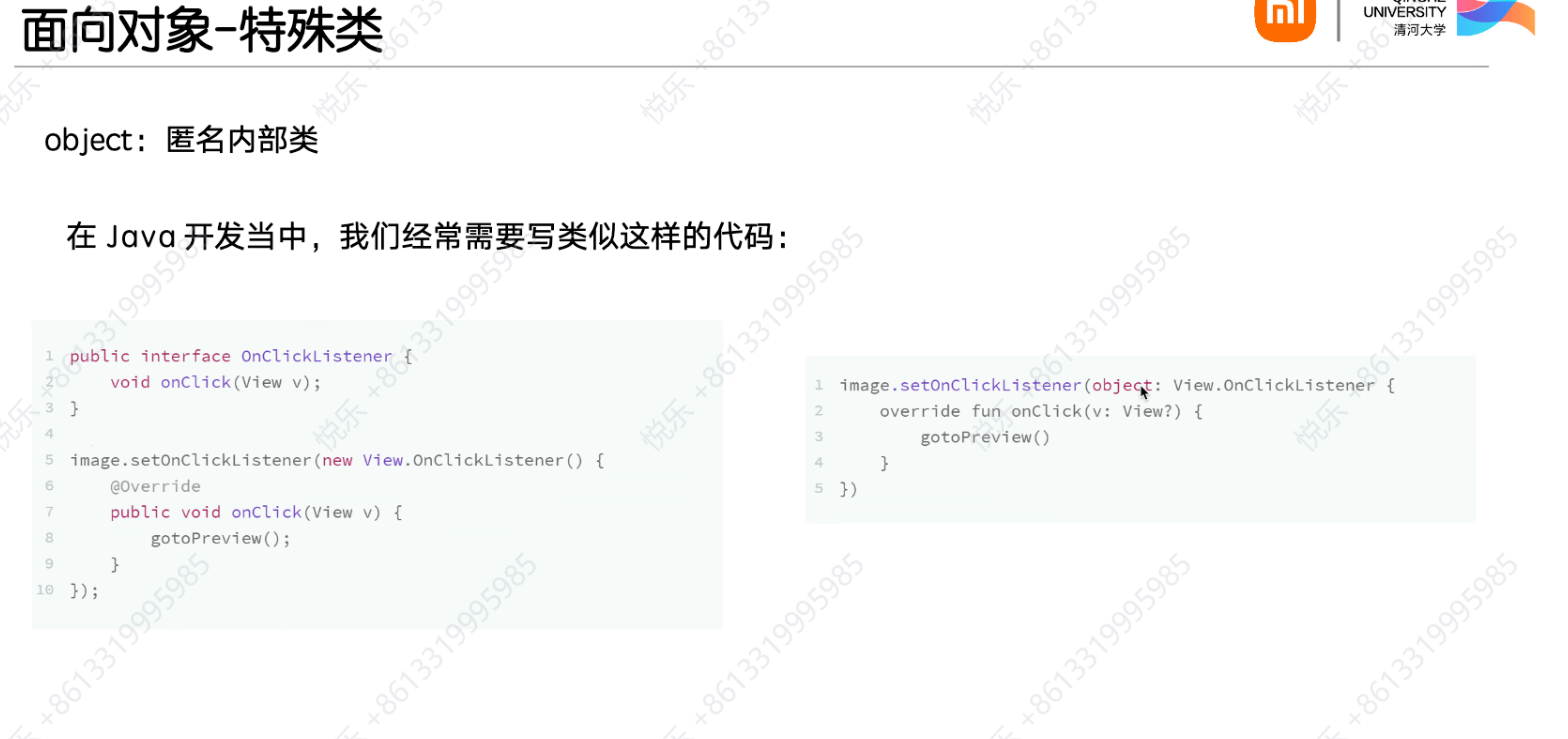 面向对象-特殊类
UNIVERSITY
清河大学
object：匿名内部类
在 Java 开发当中，我们经常需要写类似这样的代码：
1 public interface OnClickListener {
2 void onClick(View v);
3 }
4
5 image.setOnClickListener(new View.OnClickListener() {
6 @Override
7 public void onClick(View v) {
8 gotoPreview();
9 }
10 });
1 image.setOnClickListener(object: View.OnClickListener {
2 override fun onClick(v: View?) {
3 gotoPreview()
4 }
5 })
悦乐 +8613319995985